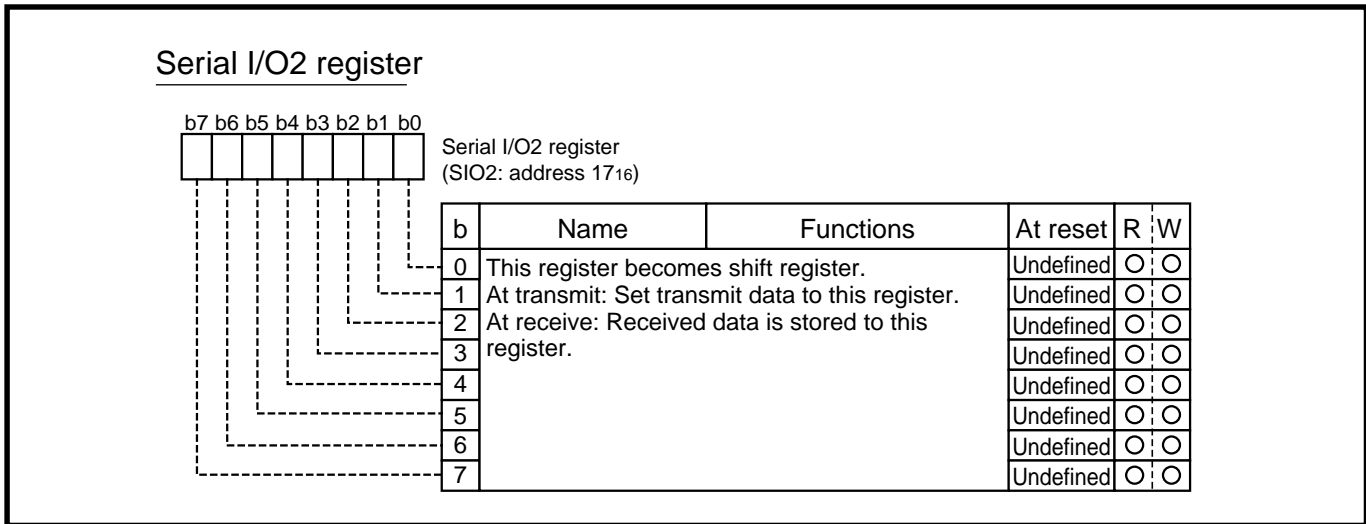 Serial I/O2 register
b7 b6 b5 b4 b3 b2 b1 b0
Serial I/O2 register
(SIO2: address 1716)
b Name Functions At reset R W
0 This register becomes shift register. Undefined ○ ○
1 At transmit: Set transmit data to this register. Undefined ○ ○
2 At receive: Received data is stored to this Undefined ○ ○
3 register. Undefined ○ ○
4 Undefined ○ ○
5 Undefined ○ ○
6 Undefined ○ ○
7 Undefined ○ ○